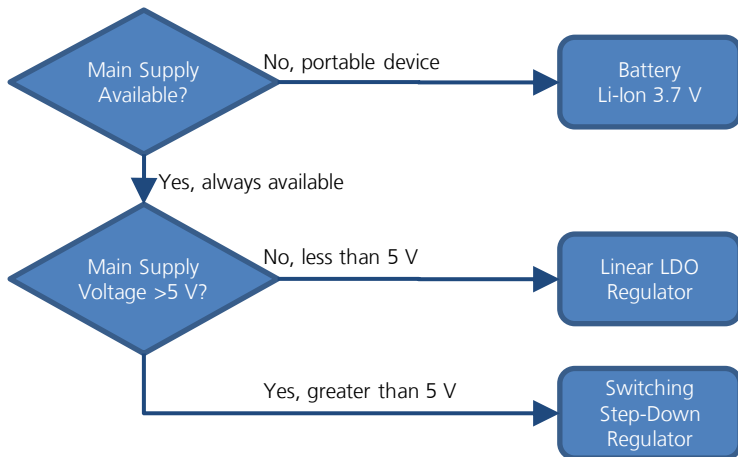 Main Supply
Available?
No, portable device
Battery
Li-Ion 3.7 V
Yes, always available
Main Supply
Voltage >5 V?
No, less than 5 V
Linear LDO
Regulator
Yes, greater than 5 V
Switching
Step-Down
Regulator